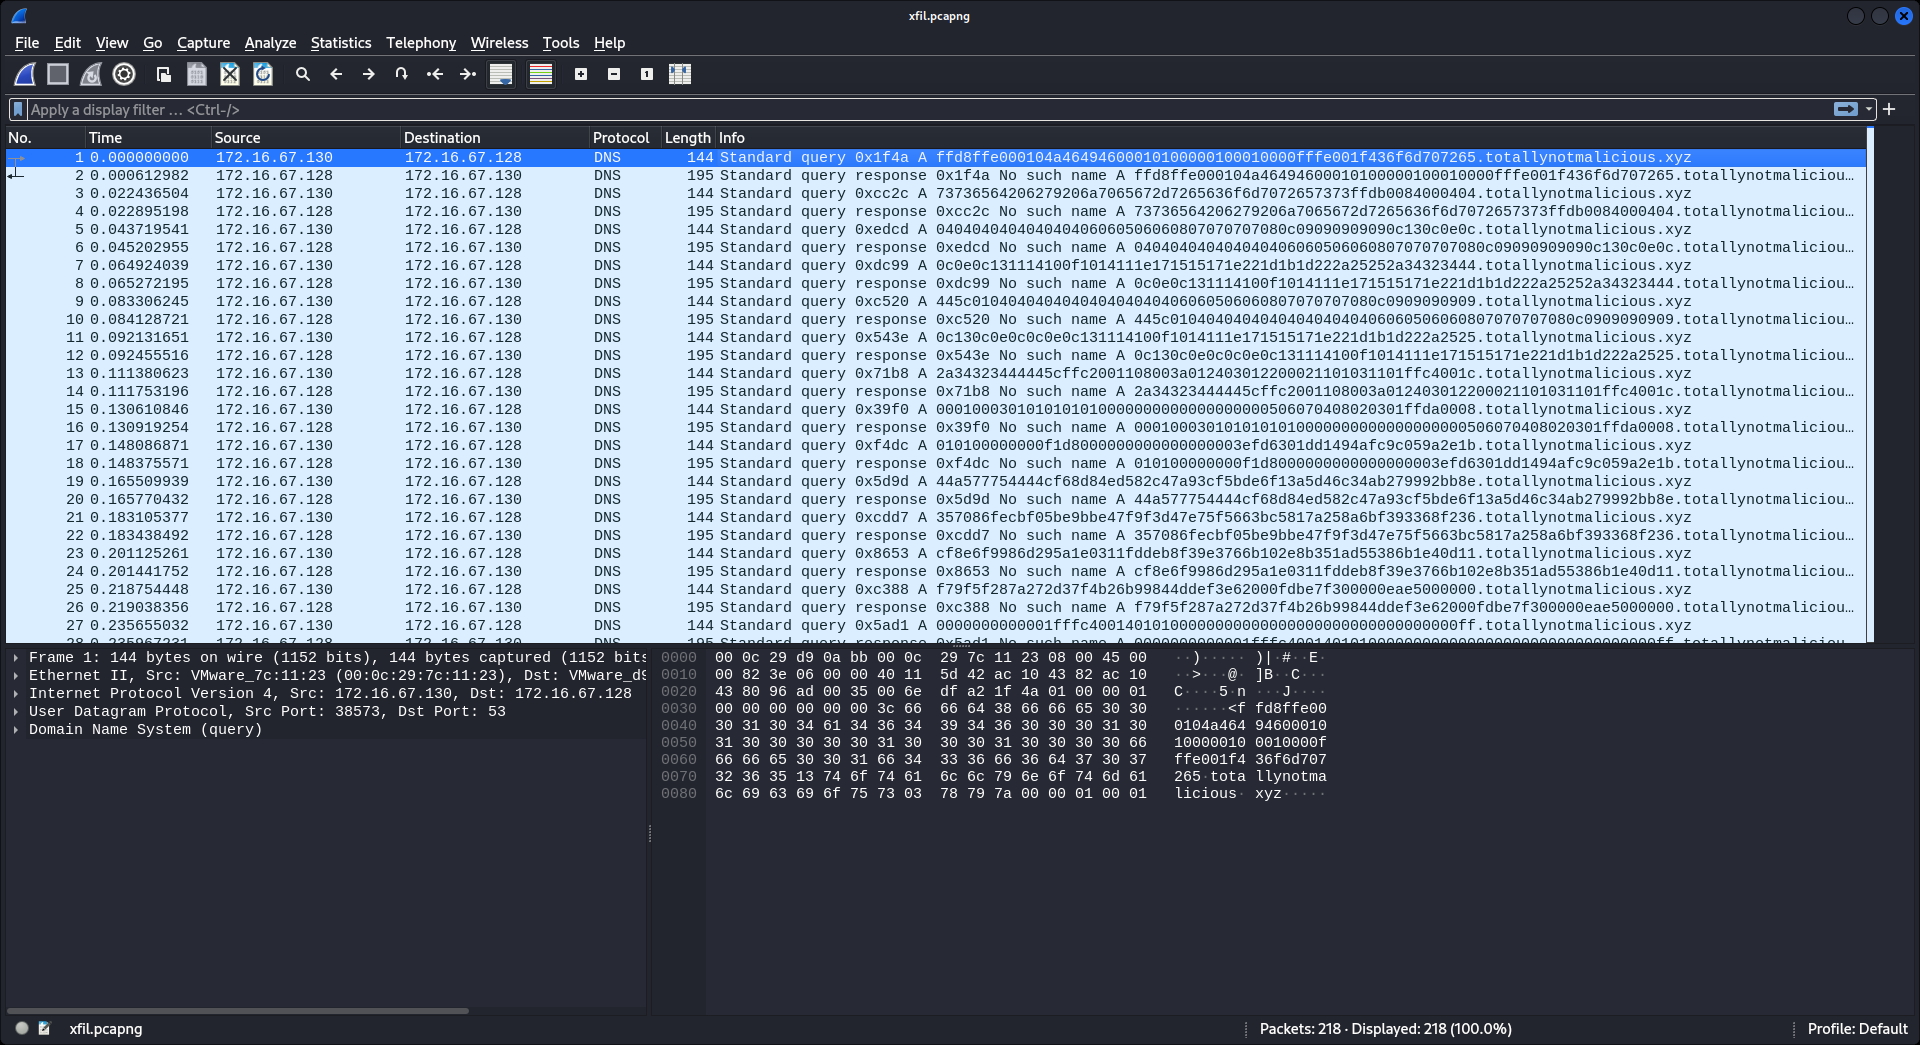 xfil.pcapng
File Edit View Go Capture Analyze Statistics Telephony Wireless Tools Help
Apply a display filter … <Ctrl-/>
No. Time Source Destination Protocol Length Info
1 0.000000000 172.16.67.130 172.16.67.128 DNS 144 Standard query 0x1f4a A ffd8ffe000104a46494600010100000100010000fffe001f436f6d707265.totallynotmalicious.xyz
2 0.000612982 172.16.67.128 172.16.67.130 DNS 195 Standard query response 0x1f4a No such name A ffd8ffe000104a46494600010100000100010000fffe001f436f6d707265.totallynotmaliciou…
3 0.022436504 172.16.67.130 172.16.67.128 DNS 144 Standard query 0xcc2c A 73736564206279206a7065672d7265636f6d7072657373ffdb0084000404.totallynotmalicious.xyz
4 0.022895198 172.16.67.128 172.16.67.130 DNS 195 Standard query response 0xcc2c No such name A 73736564206279206a7065672d7265636f6d7072657373ffdb0084000404.totallynotmaliciou…
5 0.043719541 172.16.67.130 172.16.67.128 DNS 144 Standard query 0xedcd A 040404040404040406060506060807070707080c09090909090c130c0e0c.totallynotmalicious.xyz
6 0.045202955 172.16.67.128 172.16.67.130 DNS 195 Standard query response 0xedcd No such name A 040404040404040406060506060807070707080c09090909090c130c0e0c.totallynotmaliciou…
7 0.064924039 172.16.67.130 172.16.67.128 DNS 144 Standard query 0xdc99 A 0c0e0c131114100f1014111e171515171e221d1b1d222a25252a34323444.totallynotmalicious.xyz
8 0.065272195 172.16.67.128 172.16.67.130 DNS 195 Standard query response 0xdc99 No such name A 0c0e0c131114100f1014111e171515171e221d1b1d222a25252a34323444.totallynotmaliciou…
9 0.083306245 172.16.67.130 172.16.67.128 DNS 144 Standard query 0xc520 A 445c010404040404040404040406060506060807070707080c0909090909.totallynotmalicious.xyz
10 0.084128721 172.16.67.128 172.16.67.130 DNS 195 Standard query response 0xc520 No such name A 445c010404040404040404040406060506060807070707080c0909090909.totallynotmaliciou…
11 0.092131651 172.16.67.130 172.16.67.128 DNS 144 Standard query 0x543e A 0c130c0e0c0c0e0c131114100f1014111e171515171e221d1b1d222a2525.totallynotmalicious.xyz
12 0.092455516 172.16.67.128 172.16.67.130 DNS 195 Standard query response 0x543e No such name A 0c130c0e0c0c0e0c131114100f1014111e171515171e221d1b1d222a2525.totallynotmaliciou…
13 0.111380623 172.16.67.130 172.16.67.128 DNS 144 Standard query 0x71b8 A 2a34323444445cffc2001108003a01240301220002110103 1101ffc4001c.totallynotmalicious.xyz
14 0.111753196 172.16.67.128 172.16.67.130 DNS 195 Standard query response 0x71b8 No such name A 2a34323444445cffc2001108003a012403012200021101031101ffc4001c.totallynotmaliciou…
15 0.130610846 172.16.67.130 172.16.67.128 DNS 144 Standard query 0x39f0 A 000100030101010101000000000000000000050607040802 0301ffda0008.totallynotmalicious.xyz
16 0.130919254 172.16.67.128 172.16.67.130 DNS 195 Standard query response 0x39f0 No such name A 0001000301010101010000000000000000000506070408020301ffda0008.totallynotmaliciou…
17 0.148086871 172.16.67.130 172.16.67.128 DNS 144 Standard query 0xf4dc A 010100000000f1d8000000000000000003efd6301dd1494afc9c059a2e1b.totallynotmalicious.xyz
18 0.148375571 172.16.67.128 172.16.67.130 DNS 195 Standard query response 0xf4dc No such name A 010100000000f1d8000000000000000003efd6301dd1494afc9c059a2e1b.totallynotmaliciou…
19 0.165509939 172.16.67.130 172.16.67.128 DNS 144 Standard query 0x5d9d A 44a577754444cf68d84ed582c47a93cf5bde6f13a5d46c34ab279992bb8e.totallynotmalicious.xyz
20 0.165770432 172.16.67.128 172.16.67.130 DNS 195 Standard query response 0x5d9d No such name A 44a577754444cf68d84ed582c47a93cf5bde6f13a5d46c34ab279992bb8e.totallynotmaliciou…
21 0.183105377 172.16.67.130 172.16.67.128 DNS 144 Standard query 0xcdd7 A 357086fecbf05be9bbe47f9f3d47e75f5663bc5817a258a6bf393368f236.totallynotmalicious.xyz
22 0.183438492 172.16.67.128 172.16.67.130 DNS 195 Standard query response 0xcdd7 No such name A 357086fecbf05be9bbe47f9f3d47e75f5663bc5817a258a6bf393368f236.totallynotmaliciou…
23 0.201125261 172.16.67.130 172.16.67.128 DNS 144 Standard query 0x8653 A cf8e6f9986d295a1e0311fddeb8f39e3766b102e8b351ad55386b1e40d11.totallynotmalicious.xyz
24 0.201441752 172.16.67.128 172.16.67.130 DNS 195 Standard query response 0x8653 No such name A cf8e6f9986d295a1e0311fddeb8f39e3766b102e8b351ad55386b1e40d11.totallynotmaliciou…
25 0.218754448 172.16.67.130 172.16.67.128 DNS 144 Standard query 0xc388 A f79f5f287a272d37f4b26b99844ddef3e62000fdbe7f300000eae5000000.totallynotmalicious.xyz
26 0.219038356 172.16.67.128 172.16.67.130 DNS 195 Standard query response 0xc388 No such name A f79f5f287a272d37f4b26b99844ddef3e62000fdbe7f300000eae5000000.totallynotmaliciou…
27 0.235655032 172.16.67.130 172.16.67.128 DNS 144 Standard query 0x5ad1 A 0000000000001fffc40014010100000000000000000000000000000000ff.totallynotmalicious.xyz
Frame 1: 144 bytes on wire (1152 bits), 144 bytes captured (1152 bits
Ethernet II, Src: VMware_7c:11:23 (00:0c:29:7c:11:23), Dst: VMware_d9
Internet Protocol Version 4, Src: 172.16.67.130, Dst: 172.16.67.128
User Datagram Protocol, Src Port: 38573, Dst Port: 53
Domain Name System (query)
0000 00 0c 29 d9 0a bb 00 0c 29 7c 11 23 08 00 45 00 ··)····· )|·#··E·
0010 00 82 3e 06 00 00 40 11 5d 42 ac 10 43 82 ac 10 ··>···@· ]B··C···
0020 43 80 96 ad 00 35 00 6e df a2 1f 4a 01 00 00 01 C····5·n ···J····
0030 00 00 00 00 00 00 3c 66 66 64 38 66 66 65 30 30 ······<f fd8ffe00
0040 30 31 30 34 61 34 36 34 39 34 36 30 30 30 31 30 0104a464 94600010
0050 31 30 30 30 30 30 31 30 30 30 31 30 30 30 30 66 10000010 0010000f
0060 66 66 65 30 30 31 66 34 33 36 66 36 64 37 30 37 ffe001f4 36f6d707
0070 32 36 35 13 74 6f 74 61 6c 6c 79 6e 6f 74 6d 61 265·tota llynotma
0080 6c 69 63 69 6f 75 73 03 78 79 7a 00 00 01 00 01 licious· xyz·····
xfil.pcapng
Packets: 218 · Displayed: 218 (100.0%)
Profile: Default